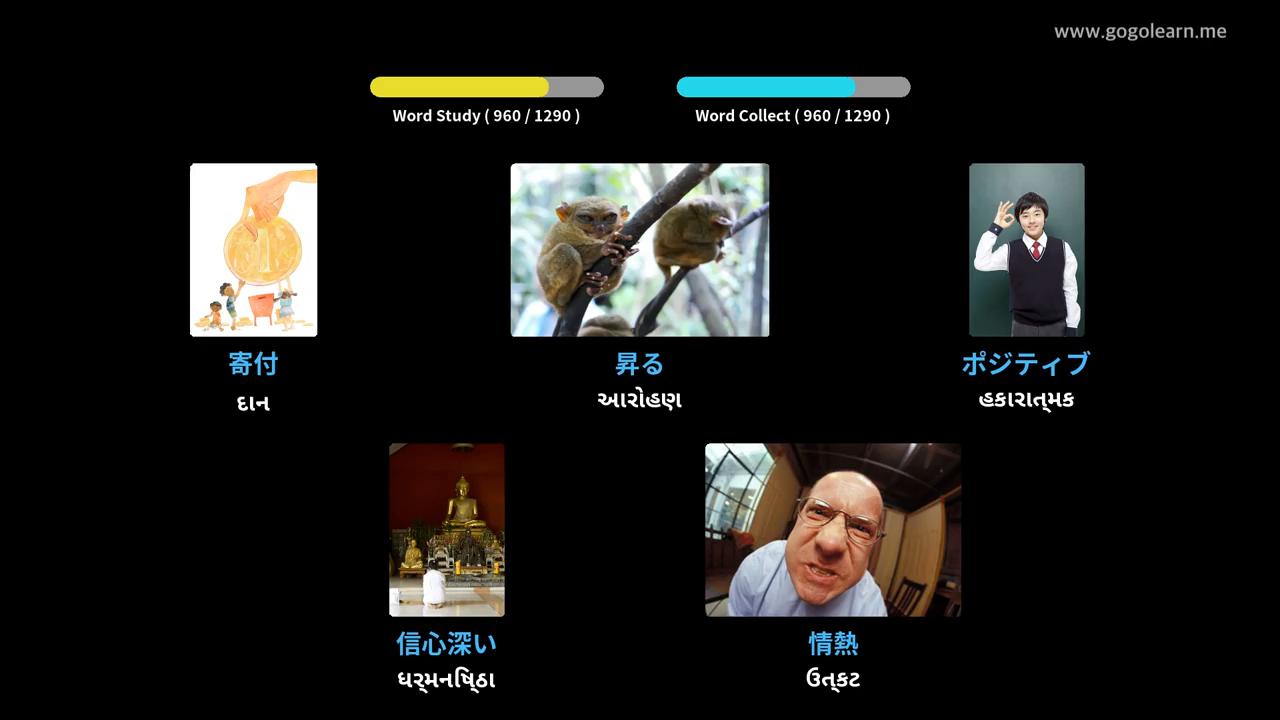 www.gogolearn.me
Word Study ( 960 / 1290 )
Word Collect ( 960 / 1290 )
寄付
દાન
昇る
આરોહણ
ポジティブ
હકારાત્મક
信心深い
ધર્મનિષ્ઠા
情熱
ઉત્કટ